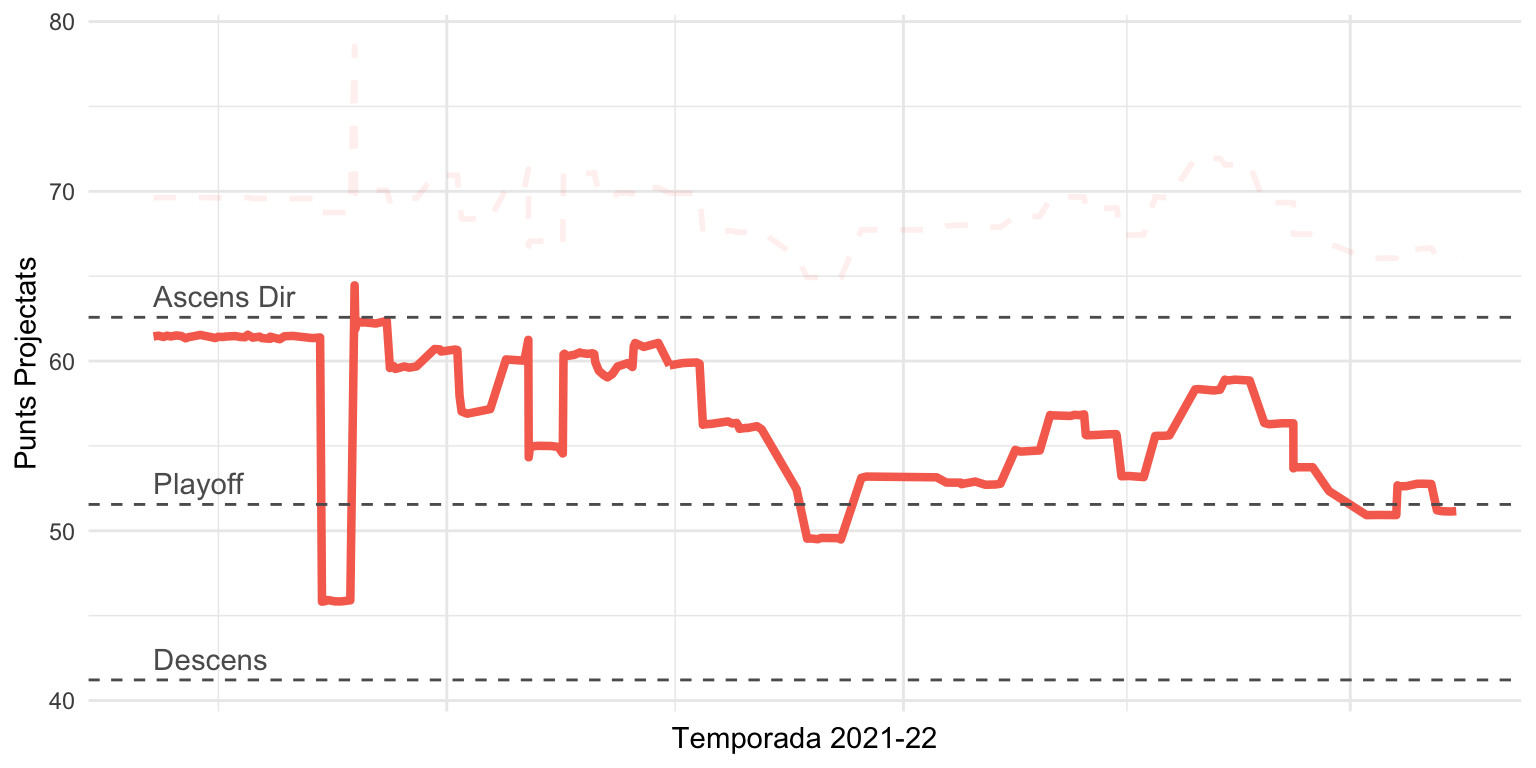 80
70
60
50
40
Punts Projectats
Ascens Dir
Playoff
Descens
Temporada 2021-22